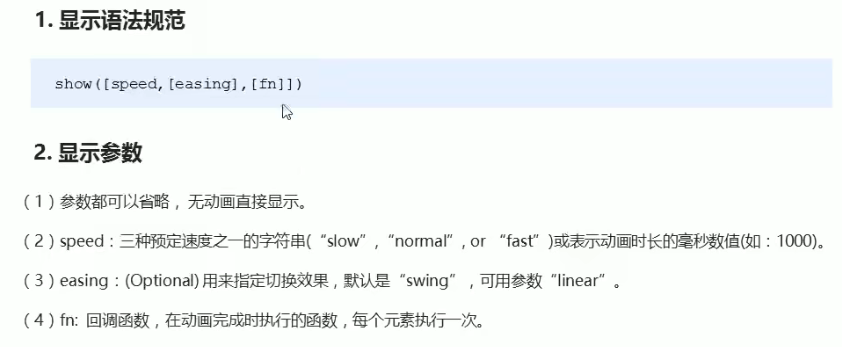 1. 显示语法规范
show([speed,[easing],[fn]])
2. 显示参数
（1）参数都可以省略，无动画直接显示。
（2）speed：三种预定速度之一的字符串(“slow”，“normal”, or “fast”)或表示动画时长的毫秒数值(如：1000)。
（3）easing：(Optional) 用来指定切换效果，默认是“swing”，可用参数“linear”。
（4）fn: 回调函数，在动画完成时执行的函数，每个元素执行一次。